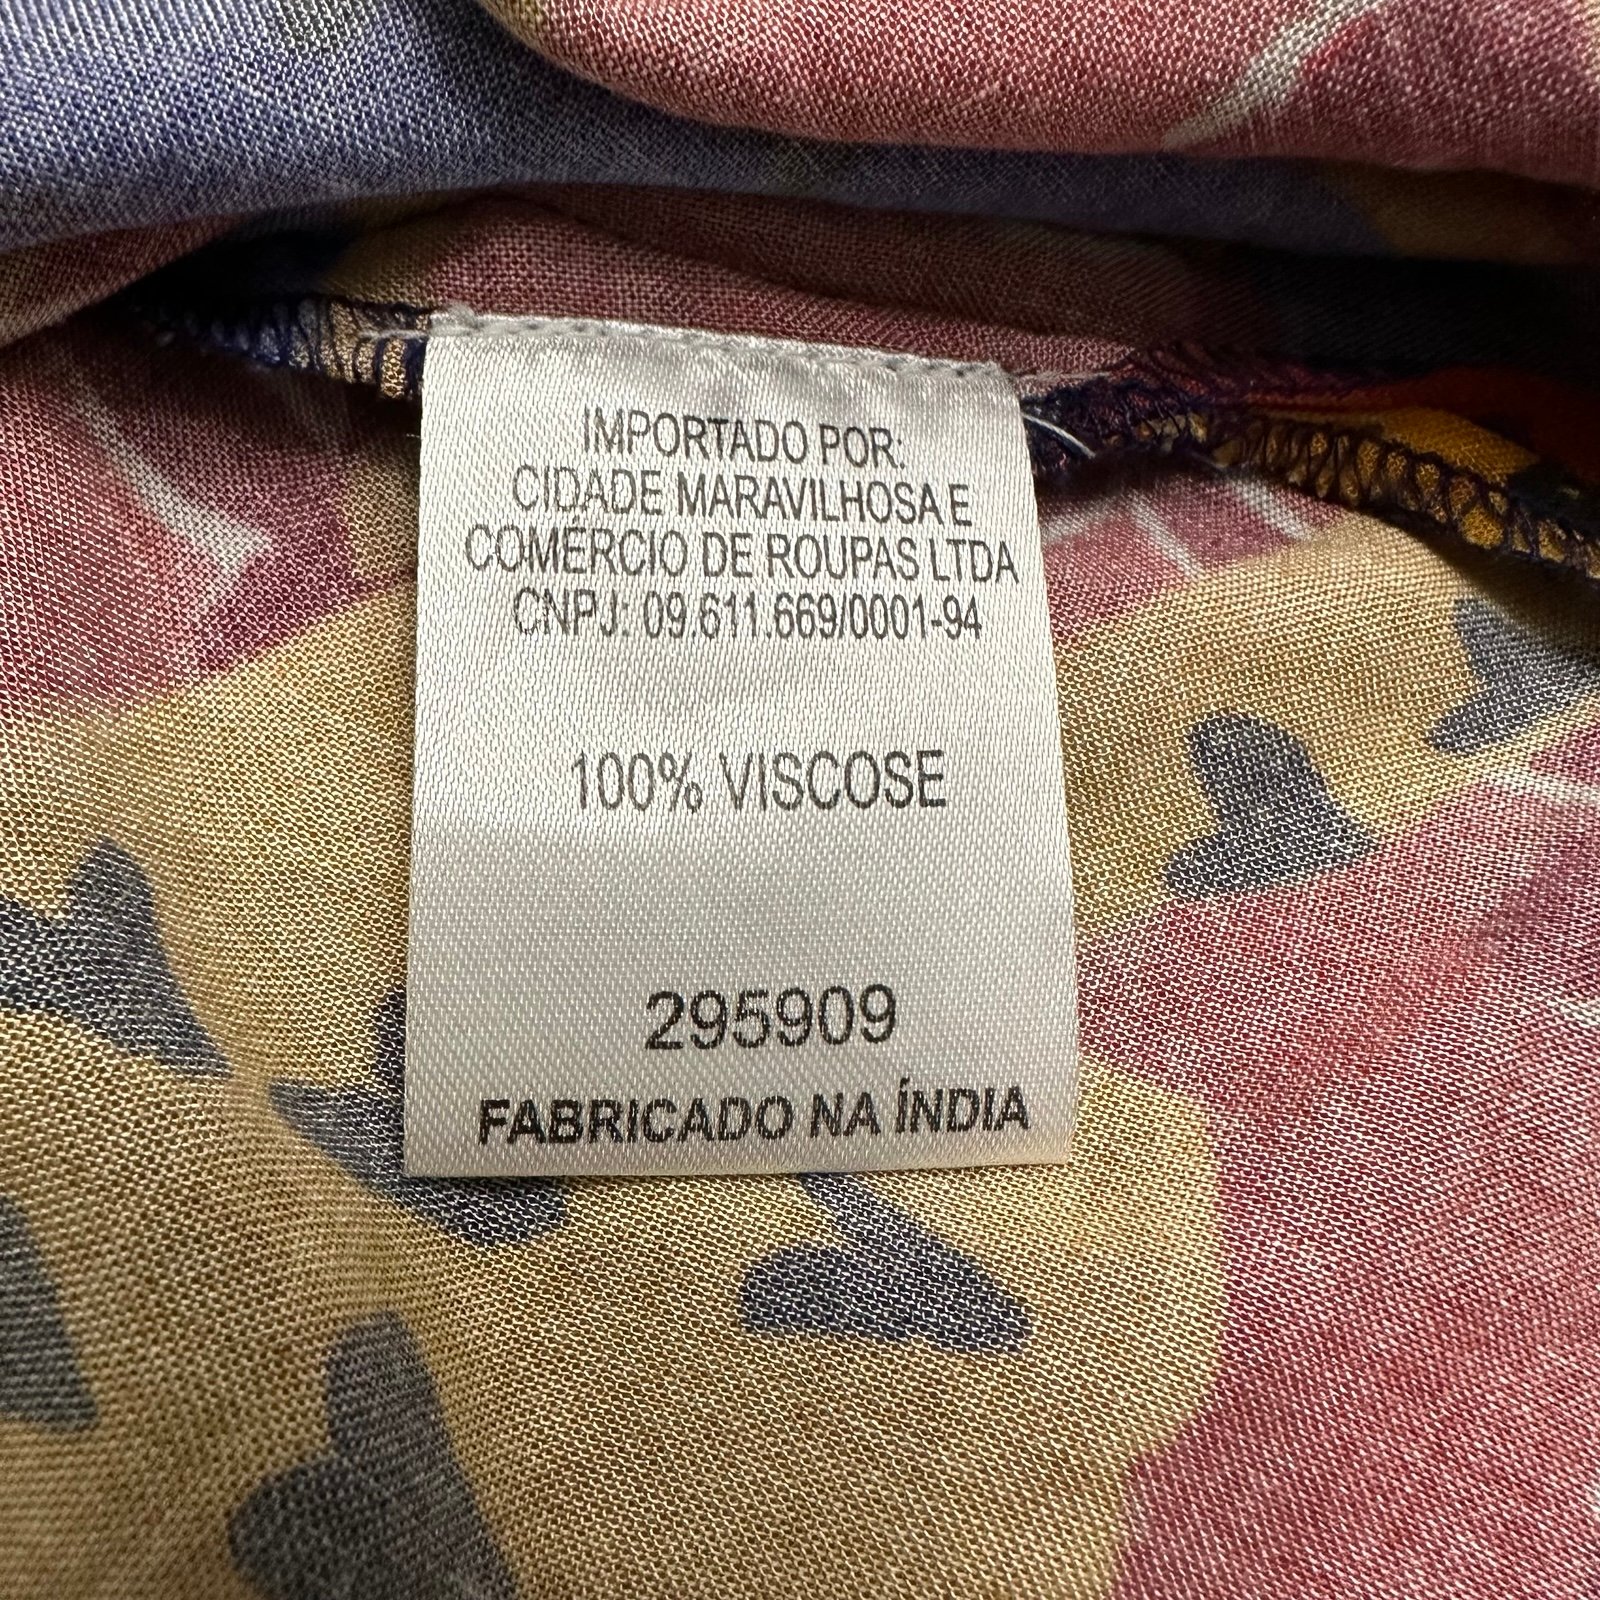 IMPORTADO POR:
CIDADE MARAVILHOSA E
COMERCIO DE ROUPAS LTDA
CNPJ: 09.611.669/0001-94
100% VISCOSE
295909
FABRICADO NA ÍNDIA